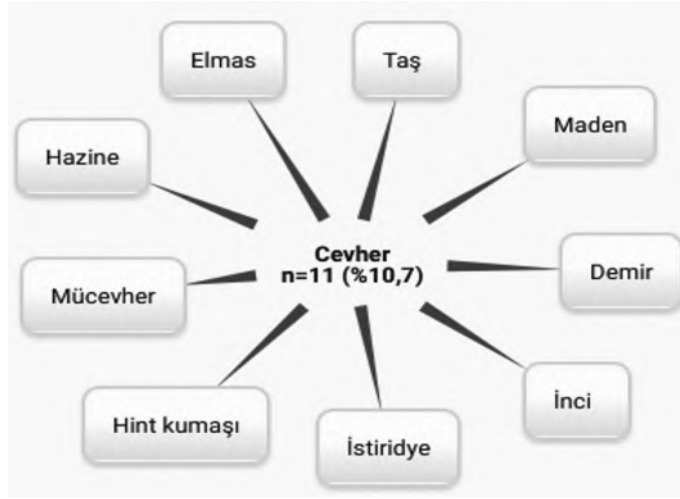 Elmas
Taş
Maden
Hazine
Cevher
n=11 (%10,7)
Demir
Mücevher
İnci
Hint kumaşı
İstiridye